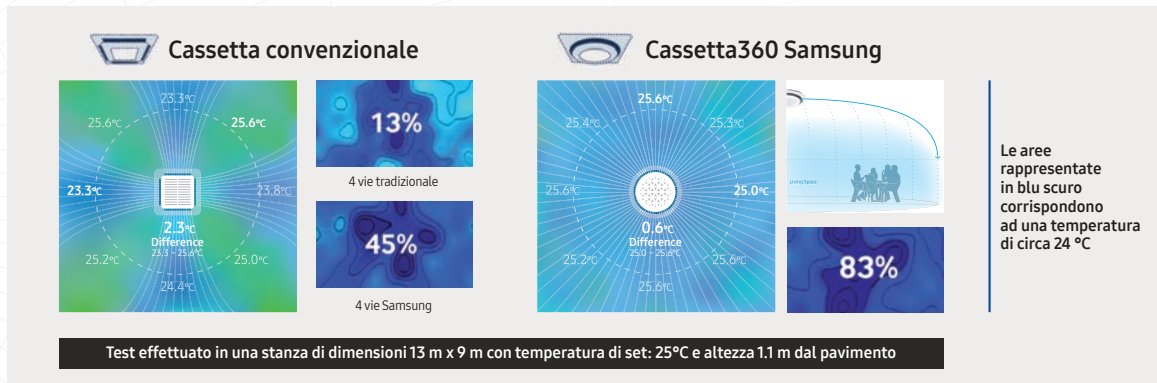 Cassetta convenzionale
Cassetta360 Samsung
23.3°C
25.6°C
25.6°C
23.3°C
23.8°C
2.3°C
Difference
23.3 ~ 25.6°C
25.2°C
25.0°C
24.4°C
13%
4 vie tradizionale
45%
4 vie Samsung
25.6°C
25.4°C
25.3°C
25.6°C
25.0°C
0.6°C
Difference
25.0 ~ 25.6°C
25.2°C
25.6°C
25.6°C
Living Space
83%
Le aree
rappresentate
in blu scuro
corrispondono
ad una temperatura
di circa 24 °C
Test effettuato in una stanza di dimensioni 13 m x 9 m con temperatura di set: 25°C e altezza 1.1 m dal pavimento